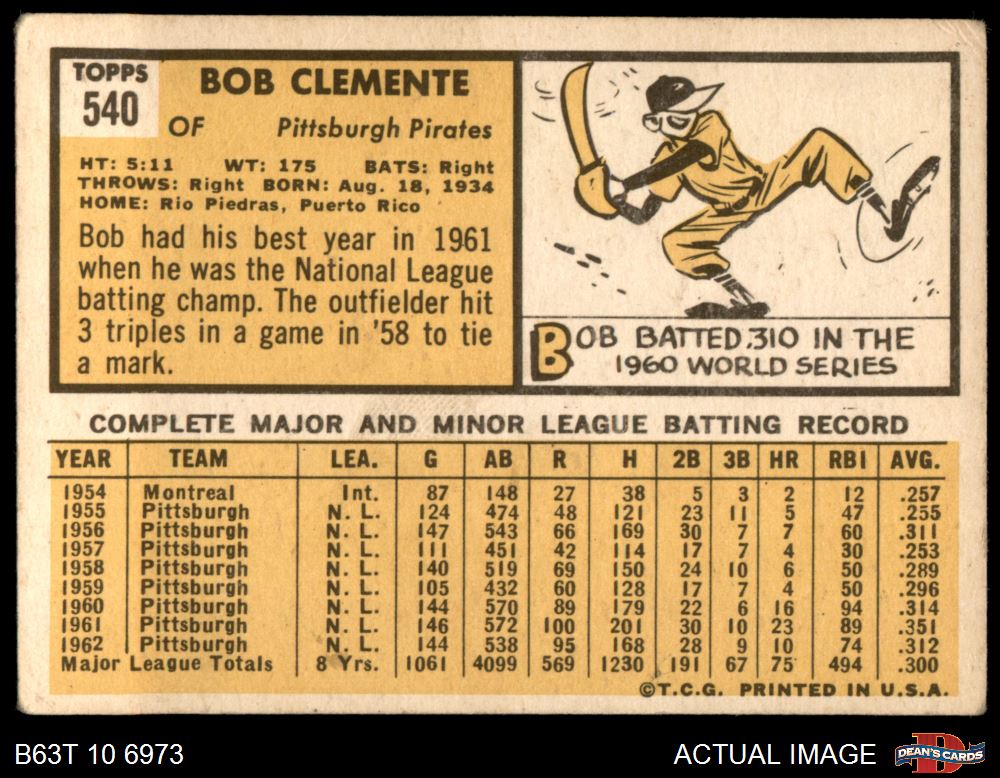 TOPPS
540
BOB CLEMENTE
OF Pittsburgh Pirates
HT: 5:11 WT: 175 BATS: Right
THROWS: Right BORN: Aug. 18, 1934
HOME: Rio Piedras, Puerto Rico
Bob had his best year in 1961
when he was the National League
batting champ. The outfielder hit
3 triples in a game in '58 to tie
a mark.
BOB BATTED .310 IN THE
1960 WORLD SERIES
COMPLETE MAJOR AND MINOR LEAGUE BATTING RECORD
YEAR TEAM LEA. G AB R H 2B 3B HR RBI AVG.
1954 Montreal Int. 87 148 27 38 5 3 2 12 .257
1955 Pittsburgh N. L. 124 474 48 121 23 11 5 47 .255
1956 Pittsburgh N. L. 147 543 66 169 30 7 7 60 .311
1957 Pittsburgh N. L. 111 451 42 114 17 7 4 30 .253
1958 Pittsburgh N. L. 140 519 69 150 24 10 6 50 .289
1959 Pittsburgh N. L. 105 432 60 128 17 7 4 50 .296
1960 Pittsburgh N. L. 144 570 89 179 22 6 16 94 .314
1961 Pittsburgh N. L. 146 572 100 201 30 10 23 89 .351
1962 Pittsburgh N. L. 144 538 95 168 28 9 10 74 .312
Major League Totals 8 Yrs. 1061 4099 569 1230 191 67 75 494 .300
©T.C.G. PRINTED IN U.S.A.
B63T 10 6973 ACTUAL IMAGE DEAN'S CARDS